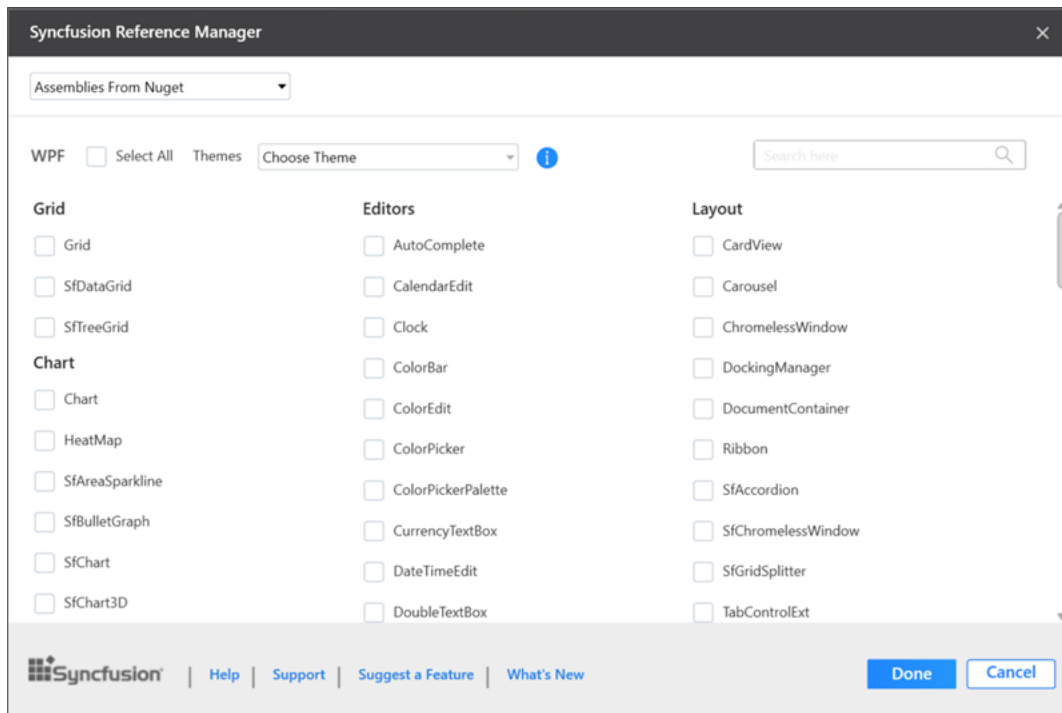 Syncfusion Reference Manager
Assemblies From Nuget
WPF Select All Themes Choose Theme Search here
Grid
Grid
SfDataGrid
SfTreeGrid
Chart
Chart
HeatMap
SfAreaSparkline
SfBulletGraph
SfChart
SfChart3D
Editors
AutoComplete
CalendarEdit
Clock
ColorBar
ColorEdit
ColorPicker
ColorPickerPalette
CurrencyTextBox
DateTimeEdit
DoubleTextBox
Layout
CardView
Carousel
ChromelessWindow
DockingManager
DocumentContainer
Ribbon
SfAccordion
SfChromelessWindow
SfGridSplitter
TabControlExt
Syncfusion | Help | Support | Suggest a Feature | What's New Done Cancel